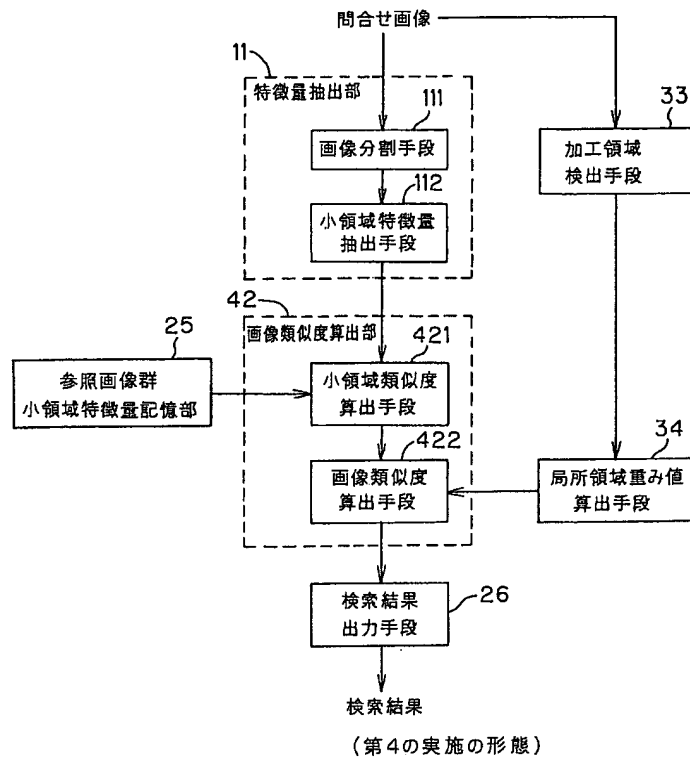 問合せ画像
11
特徴量抽出部
111
画像分割手段
112
小領域特徴量
抽出手段
33
加工領域
検出手段
42
画像類似度算出部
25
参照画像群
小領域特徴量記憶部
421
小領域類似度
算出手段
422
画像類似度
算出手段
34
局所領域重み値
算出手段
26
検索結果
出力手段
検索結果
(第4の実施の形態)